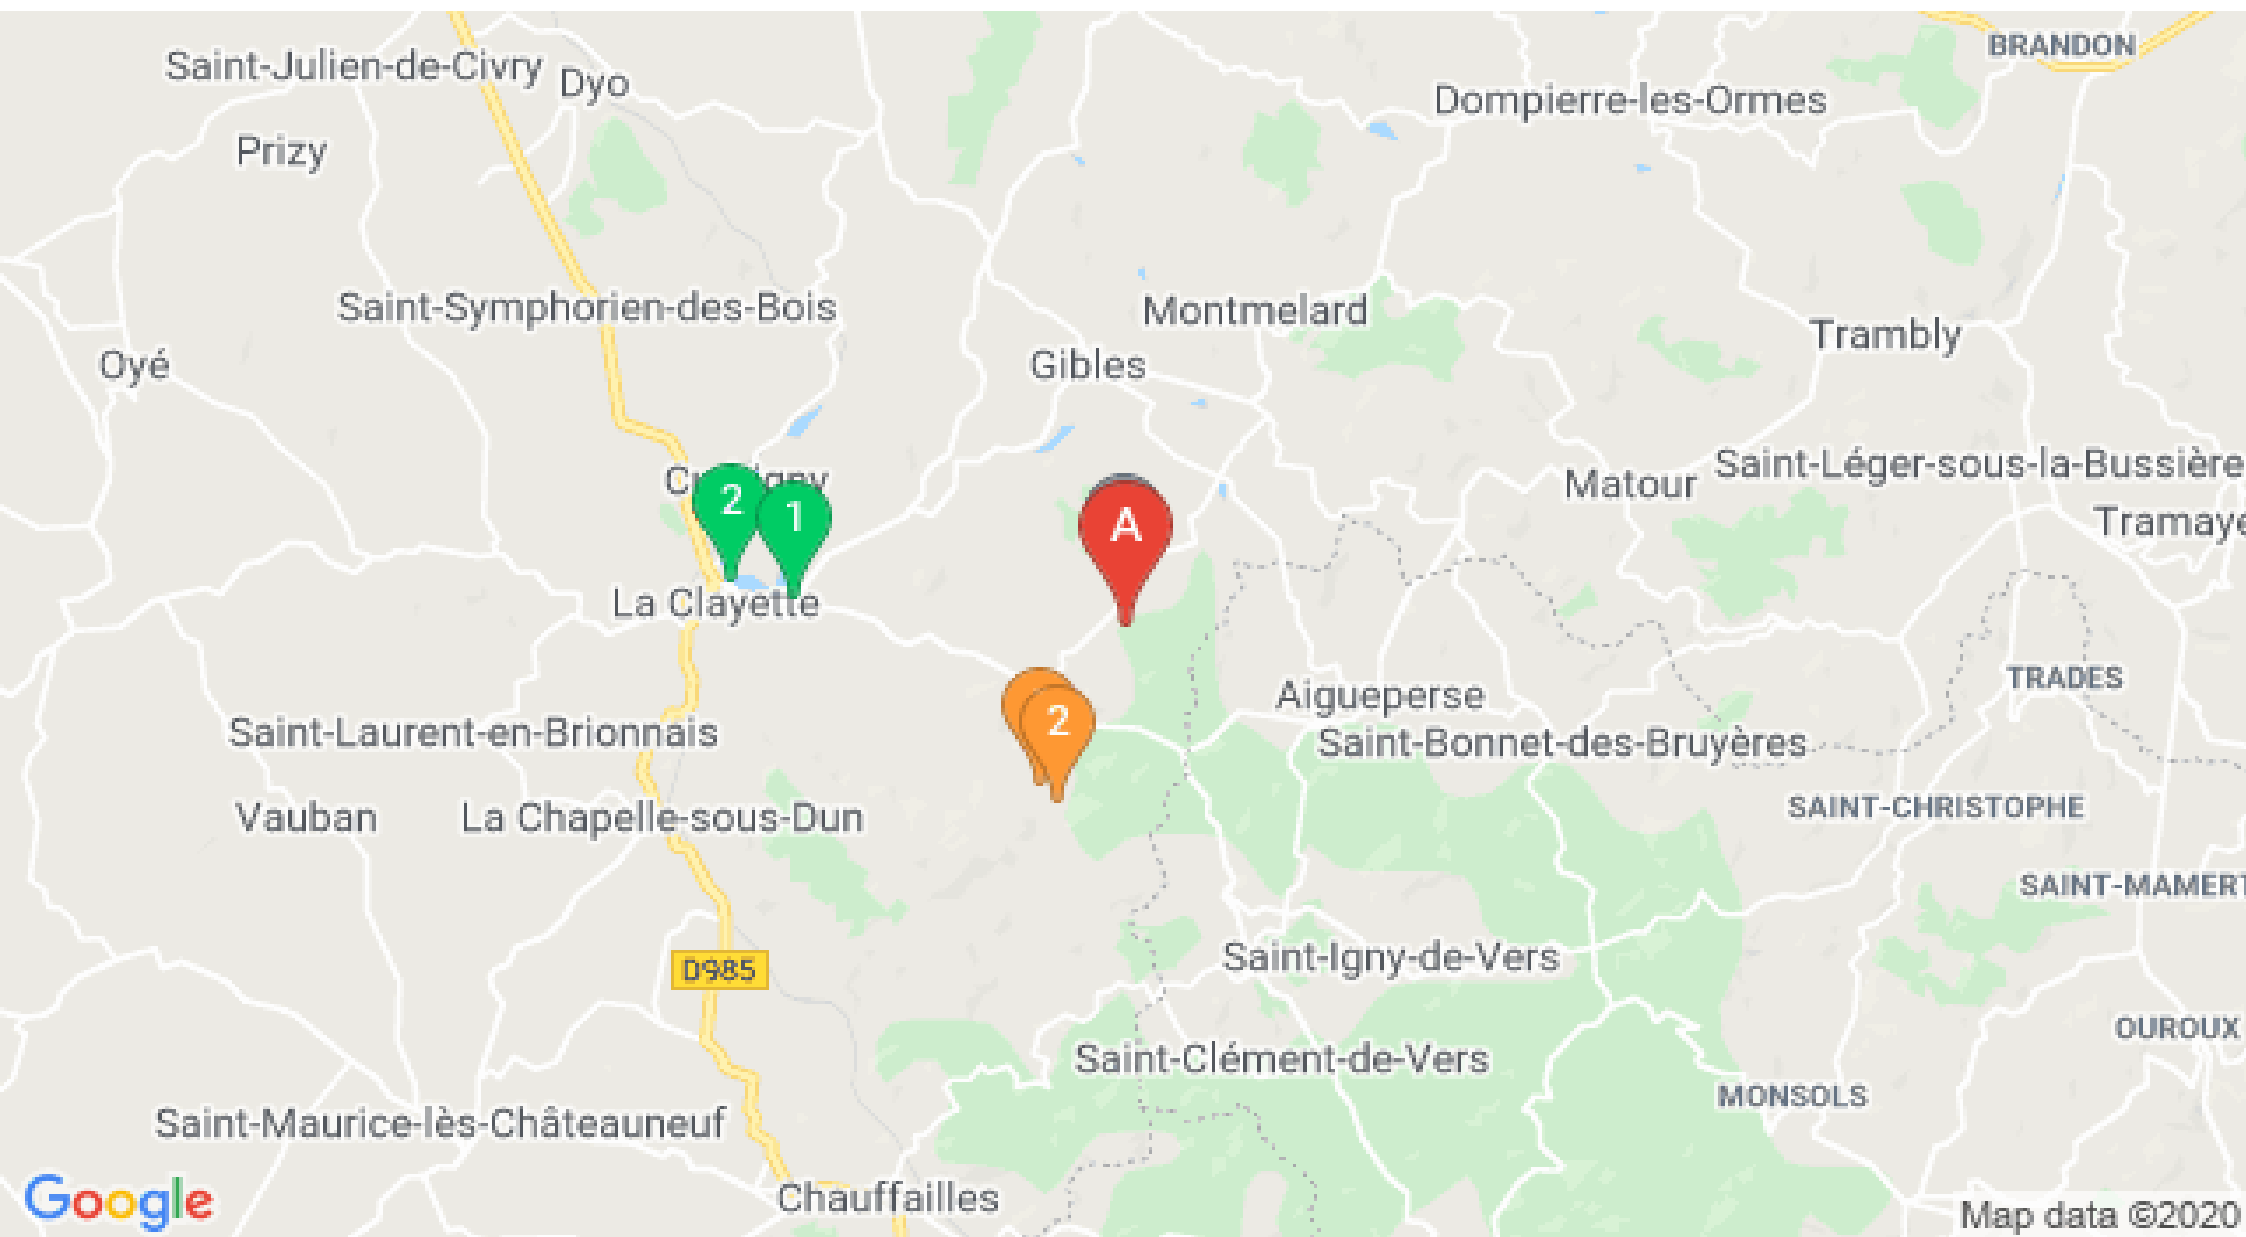 BRANDON
Saint-Julien-de-Civry
Dyo
Dompierre-les-Ormes
Prizy
Saint-Symphorien-des-Bois
Montmelard
Trambly
Oyé
Gibles
Saint-Léger-sous-la-Bussière
Matour
2
1
A
La Clayette
TRADES
Aigueperse
2
Saint-Laurent-en-Brionnais
Saint-Bonnet-des-Bruyères
SAINT-CHRISTOPHE
Vauban
La Chapelle-sous-Dun
SAINT-MAMERT
Saint-Igny-de-Vers
D985
OUROUX
Saint-Clément-de-Vers
MONSOLS
Saint-Maurice-lès-Châteauneuf
Chauffailles
Google
Map data ©2020